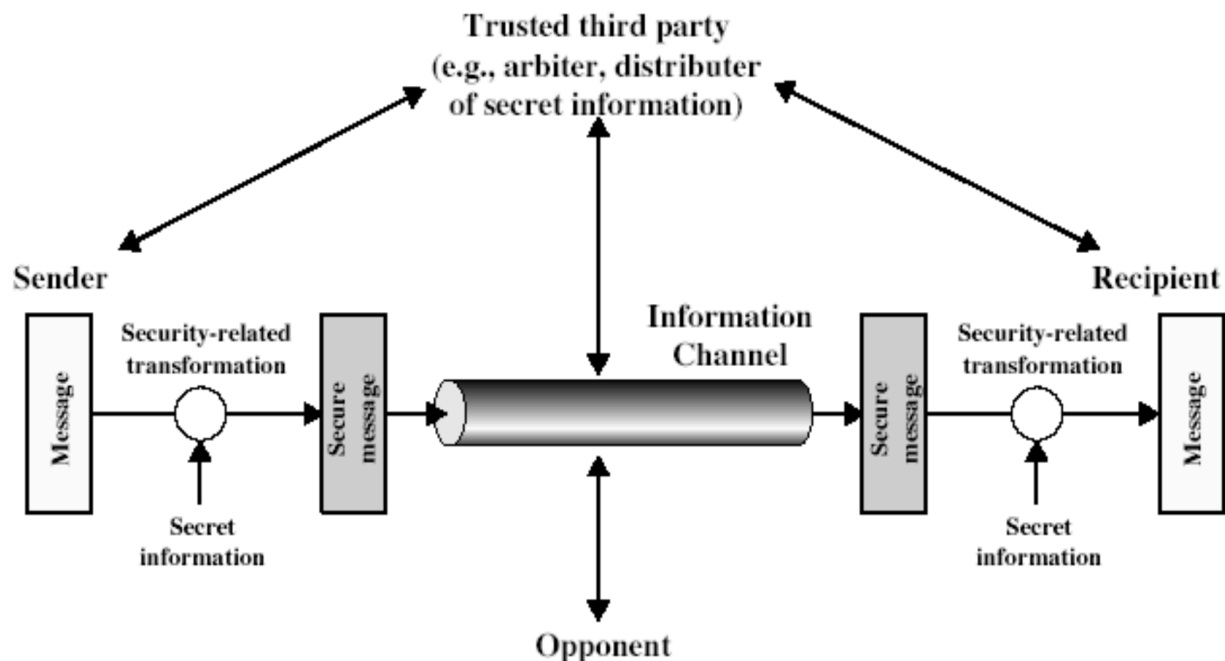 Trusted third party
(e.g., arbiter, distributer
of secret information)
Sender
Recipient
Message
Security-related
transformation
Secret
information
Secure
message
Information
Channel
Opponent
Secure
message
Security-related
transformation
Secret
information
Message